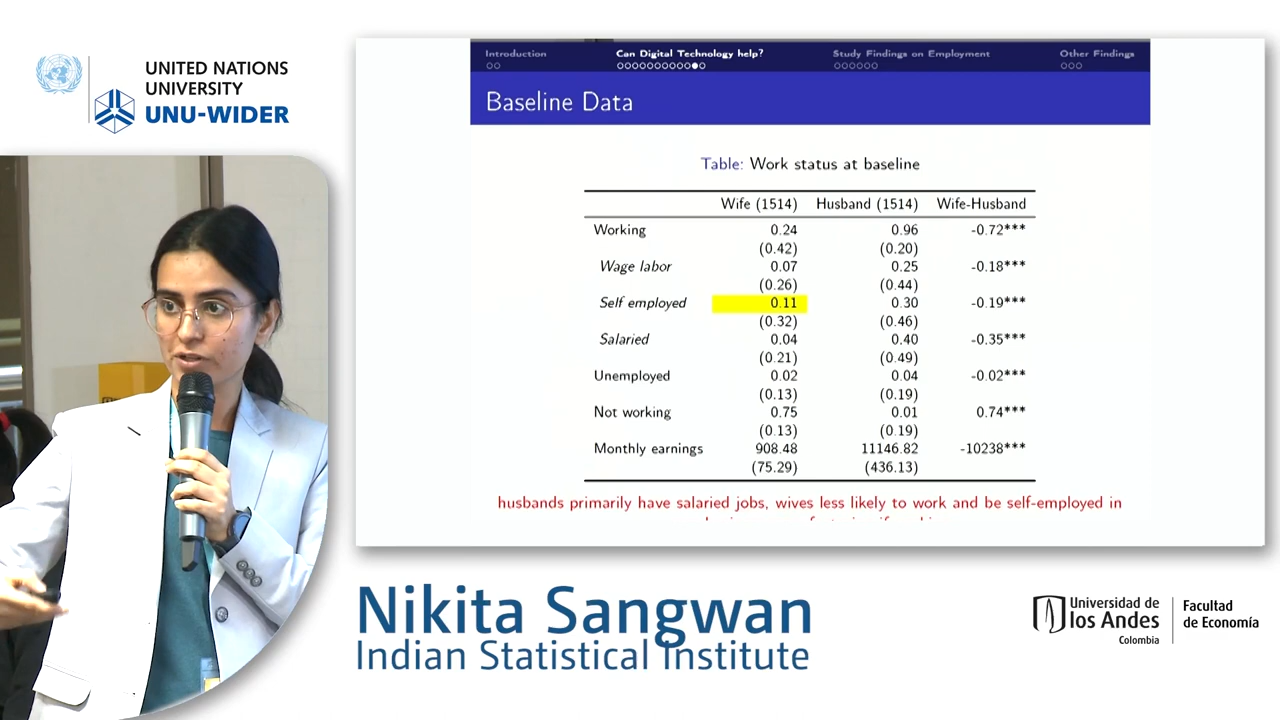 UNITED NATIONS
UNIVERSITY
UNU-WIDER
Introduction Can Digital Technology help? Study Findings on Employment Other Findings
Baseline Data
Table: Work status at baseline
Wife (1514) Husband (1514) Wife-Husband
Working 0.24 0.96 -0.72***
(0.42) (0.20)
Wage labor 0.07 0.25 -0.18***
(0.26) (0.44)
Self employed 0.11 0.30 -0.19***
(0.32) (0.46)
Salaried 0.04 0.40 -0.35***
(0.21) (0.49)
Unemployed 0.02 0.04 -0.02***
(0.13) (0.19)
Not working 0.75 0.01 0.74***
(0.13) (0.19)
Monthly earnings 908.48 11146.82 -10238***
(75.29) (436.13)
husbands primarily have salaried jobs, wives less likely to work and be self-employed in
Nikita Sangwan
Indian Statistical Institute
Universidad de
los Andes
Colombia
Facultad
de Economía